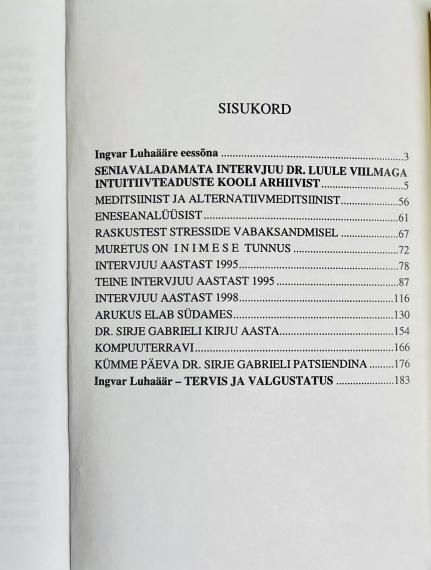 SISUKORD
Ingvar Luhaääre eessõna ........................................................3
SENIAVALADAMATA INTERVJUU DR. LUULE VIILMAGA
INTUITIIVTEADUSTE KOOLI ARHIIVIST........................5
MEDITSIINIST JA ALTERNATIIVMEDITSIINIST.................56
ENESEANALÜÜSIST ............................................................61
RASKUSTEST STRESSIDE VABAKSANDMISEL .................67
MURETUS ON I N I M E S E TUNNUS ...............................72
INTERVJUU AASTAST 1995..................................................78
TEINE INTERVJUU AASTAST 1995 .....................................87
INTERVJUU AASTAST 1998 ................................................116
ARUKUS ELAB SÜDAMES ..................................................130
DR. SIRJE GABRIELI KIRJU AASTA...................................154
KOMPUUTERRAVI...............................................................166
KÜMME PÄEVA DR. SIRJE GABRIELI PATSIENDINA ........176
Ingvar Luhaäär – TERVIS JA VALGUSTATUS ..................183